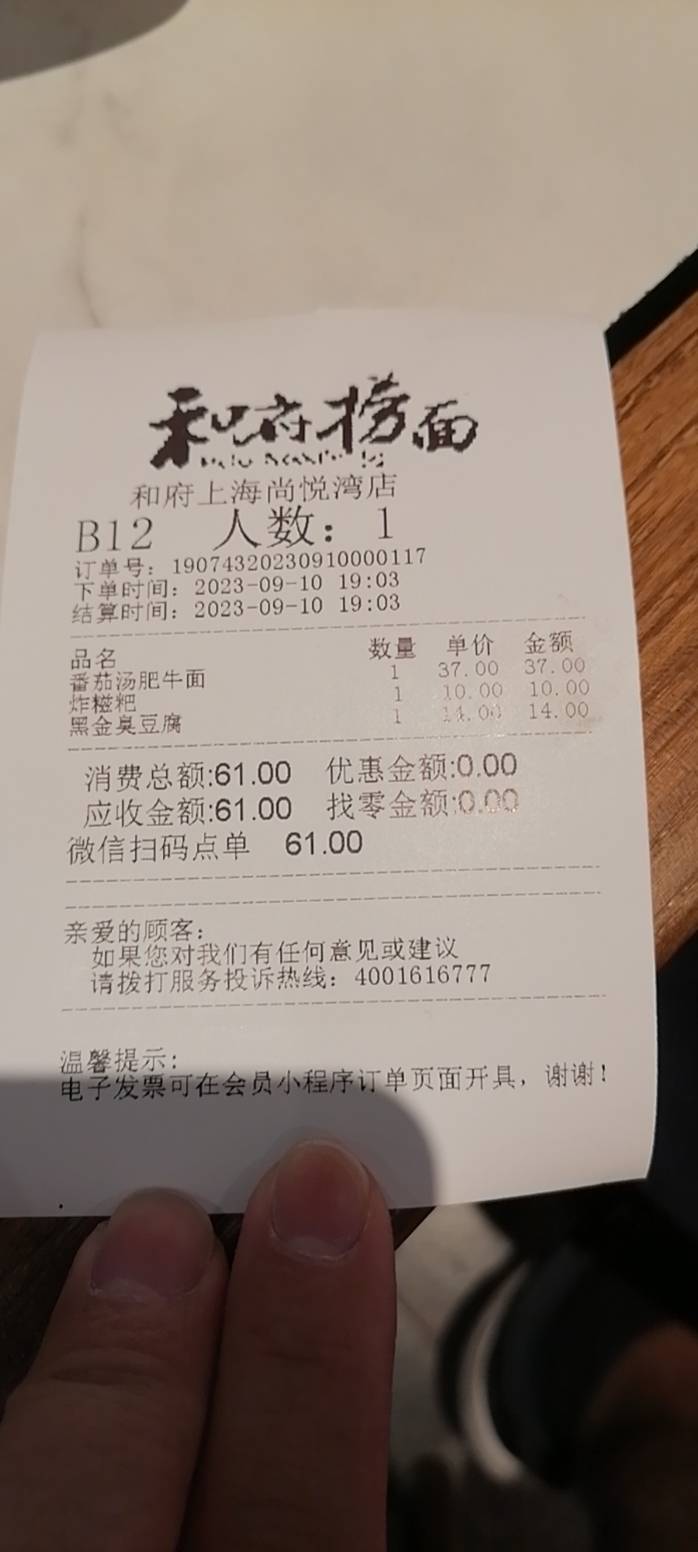 和府捞面
和府上海尚悦湾店
B12 人数：1
订单号：19074320230910000117
下单时间：2023-09-10 19:03
结算时间：2023-09-10 19:03
品名 数量 单价 金额
番茄汤肥牛面 1 37.00 37.00
炸糍粑 1 10.00 10.00
黑金臭豆腐 1 14.00 14.00
消费总额:61.00 优惠金额:0.00
应收金额:61.00 找零金额:0.00
微信扫码点单 61.00
亲爱的顾客：
如果您对我们有任何意见或建议
请拨打服务投诉热线：4001616777
温馨提示：
电子发票可在会员小程序订单页面开具，谢谢！